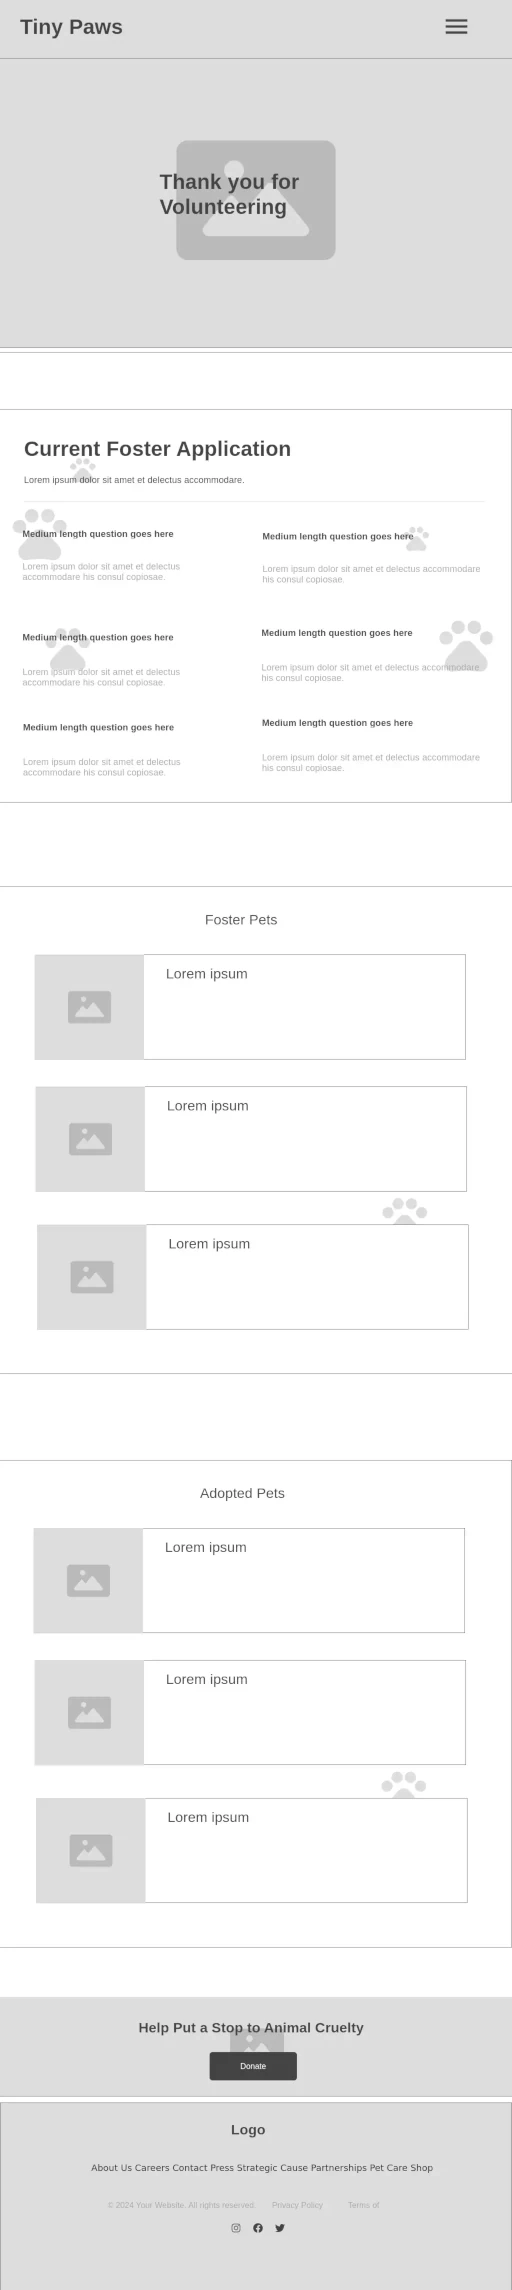 Tiny Paws
Thank you for
Volunteering
Current Foster Application
Lorem ipsum dolor sit amet et delectus accommodare.
Medium length question goes here
Lorem ipsum dolor sit amet et delectus
accommodare his consul copiosae.
Medium length question goes here
Lorem ipsum dolor sit amet et delectus accommodare
his consul copiosae.
Medium length question goes here
Lorem ipsum dolor sit amet et delectus
accommodare his consul copiosae.
Medium length question goes here
Lorem ipsum dolor sit amet et delectus accommodare
his consul copiosae.
Medium length question goes here
Lorem ipsum dolor sit amet et delectus
accommodare his consul copiosae.
Medium length question goes here
Lorem ipsum dolor sit amet et delectus accommodare
his consul copiosae.
Foster Pets
Lorem ipsum
Lorem ipsum
Lorem ipsum
Adopted Pets
Lorem ipsum
Lorem ipsum
Lorem ipsum
Help Put a Stop to Animal Cruelty
Donate
Logo
About Us Careers Contact Press Strategic Cause Partnerships Pet Care Shop
© 2024 Your Website. All rights reserved. Privacy Policy Terms of